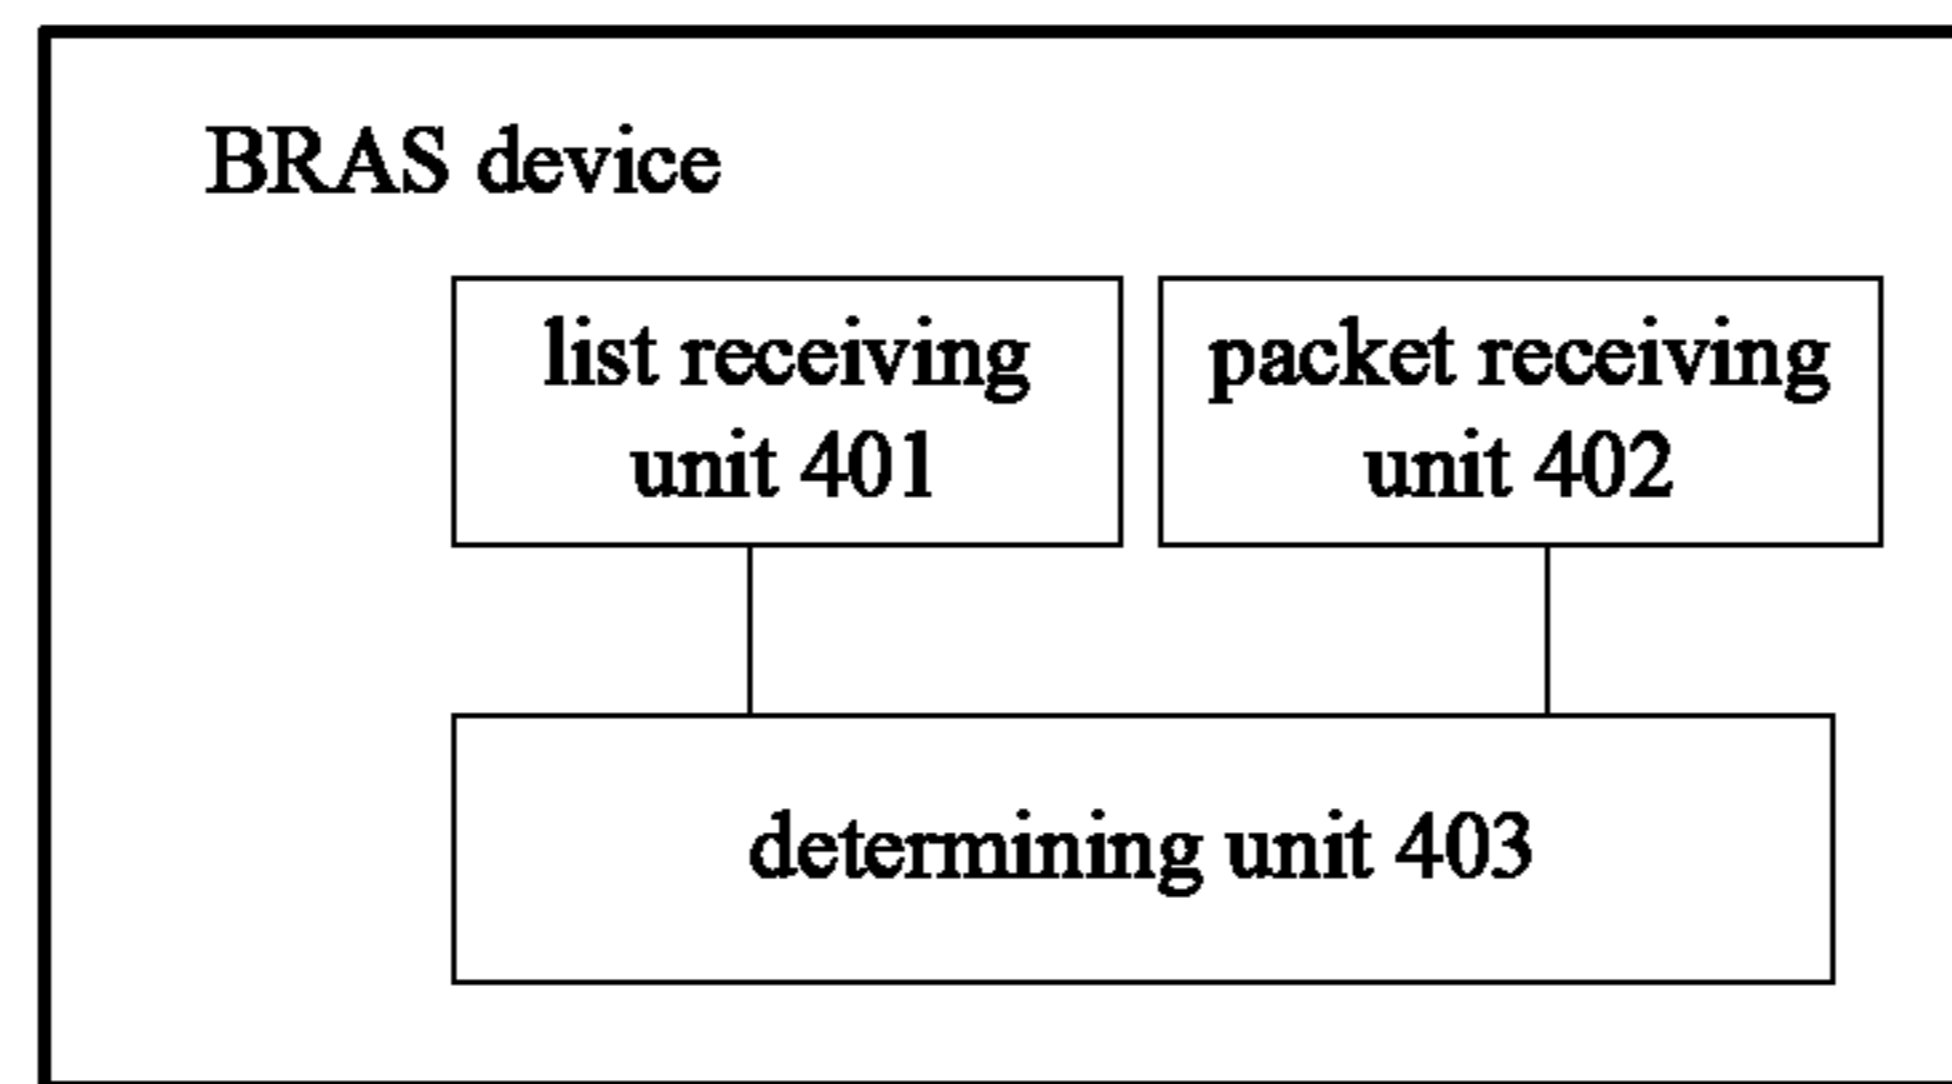 BRAS device
list receiving
unit 401
packet receiving
unit 402
determining unit 403